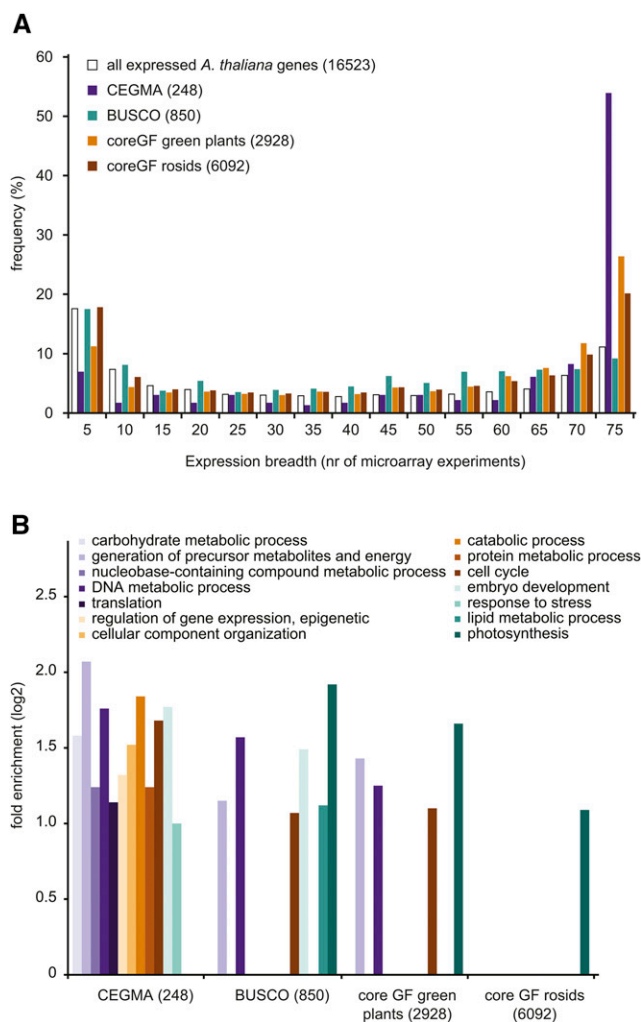 A
60
50
40
30
20
10
0
frequency (%)
all expressed A. thaliana genes (16523)
CEGMA (248)
BUSCO (850)
coreGF green plants (2928)
coreGF rosids (6092)
5 10 15 20 25 30 35 40 45 50 55 60 65 70 75
Expression breadth (nr of microarray experiments)
B
carbohydrate metabolic process
generation of precursor metabolites and energy
nucleobase-containing compound metabolic process
DNA metabolic process
translation
regulation of gene expression, epigenetic
cellular component organization
catabolic process
protein metabolic process
cell cycle
embryo development
response to stress
lipid metabolic process
photosynthesis
2.5
2.0
1.5
1.0
0.5
0
fold enrichment (log2)
CEGMA (248)
BUSCO (850)
core GF green
plants (2928)
core GF rosids
(6092)